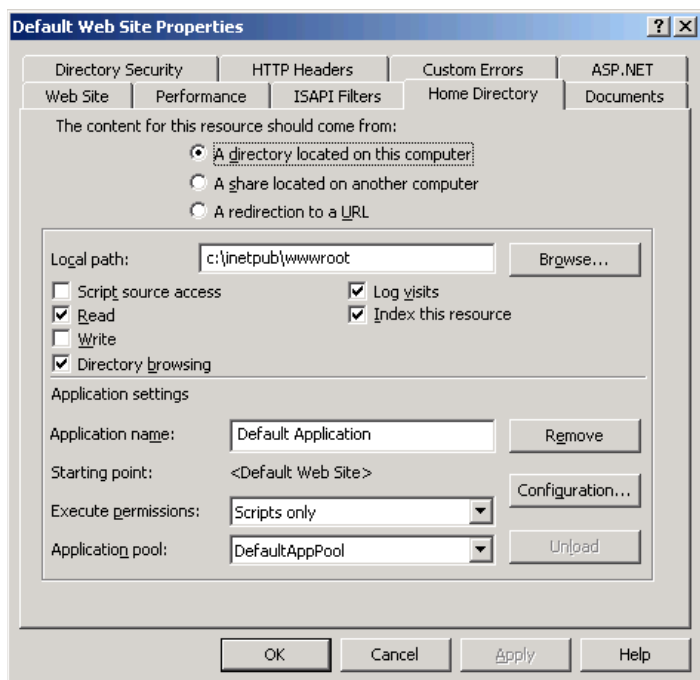 Default Web Site Properties
Directory Security HTTP Headers Custom Errors ASP.NET
Web Site Performance ISAPI Filters Home Directory Documents
The content for this resource should come from:
A directory located on this computer
A share located on another computer
A redirection to a URL
Local path: c:\inetpub\wwwroot Browse...
Script source access Log visits
Read Index this resource
Write
Directory browsing
Application settings
Application name: Default Application Remove
Starting point: <Default Web Site>
Configuration...
Execute permissions: Scripts only
Application pool: DefaultAppPool Unload
OK Cancel Apply Help